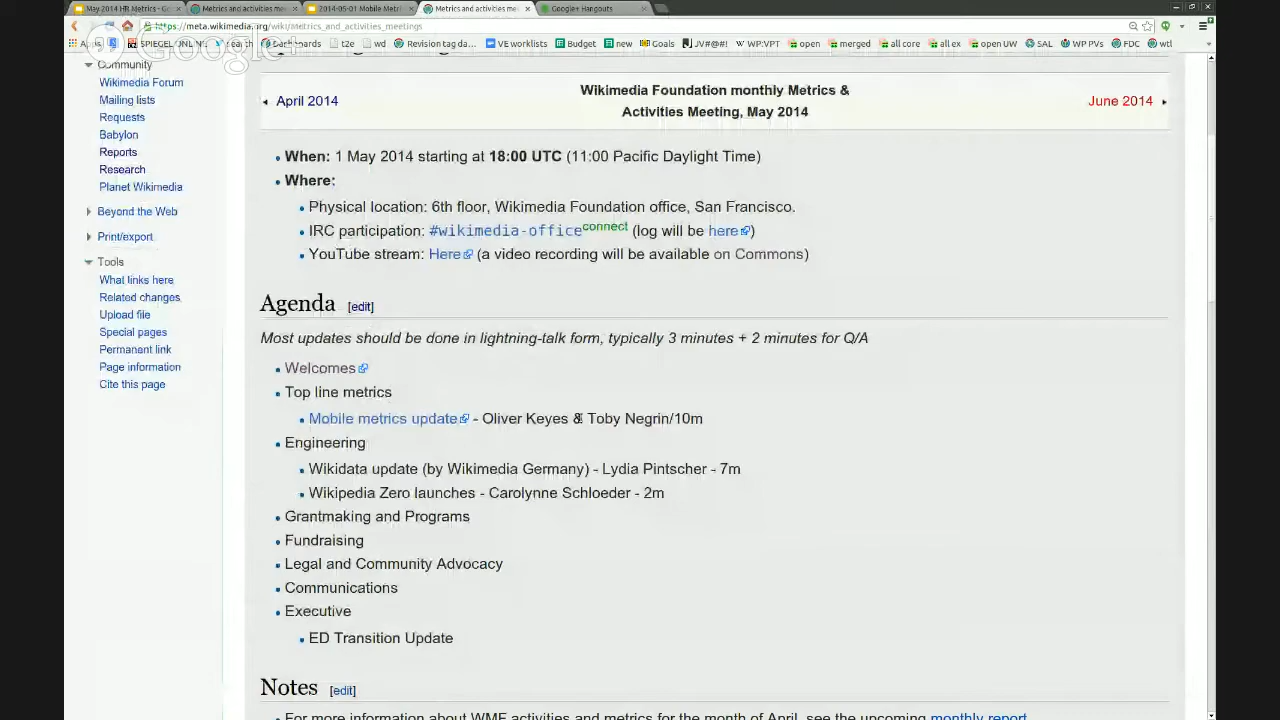 May 2014 HR Metrics - Go
Metrics and activities mee
2014-05-01 Mobile Metri
Metrics and activities me
Google+ Hangouts
https://meta.wikimedia.org/wiki/Metrics_and_activities_meetings
Google
Apps SPIEGEL ONLINE search Dashboards t2e wd Revision tag da... VE worklists Budget new Goals JV#@#! WP:VPT open merged all core all ex open UW SAL WP PVs FDC wtl
Community
Wikimedia Forum
Mailing lists
Requests
Babylon
Reports
Research
Planet Wikimedia
Beyond the Web
Print/export
Tools
What links here
Related changes
Upload file
Special pages
Permanent link
Page information
Cite this page
April 2014
Wikimedia Foundation monthly Metrics &
Activities Meeting, May 2014
June 2014
When: 1 May 2014 starting at 18:00 UTC (11:00 Pacific Daylight Time)
Where:
Physical location: 6th floor, Wikimedia Foundation office, San Francisco.
IRC participation: #wikimedia-office connect (log will be here)
YouTube stream: Here (a video recording will be available on Commons)
Agenda [edit]
Most updates should be done in lightning-talk form, typically 3 minutes + 2 minutes for Q/A
Welcomes
Top line metrics
Mobile metrics update - Oliver Keyes & Toby Negrin/10m
Engineering
Wikidata update (by Wikimedia Germany) - Lydia Pintscher - 7m
Wikipedia Zero launches - Carolynne Schloeder - 2m
Grantmaking and Programs
Fundraising
Legal and Community Advocacy
Communications
Executive
ED Transition Update
Notes [edit]
For more information about WMF activities and metrics for the month of April, see the upcoming monthly report